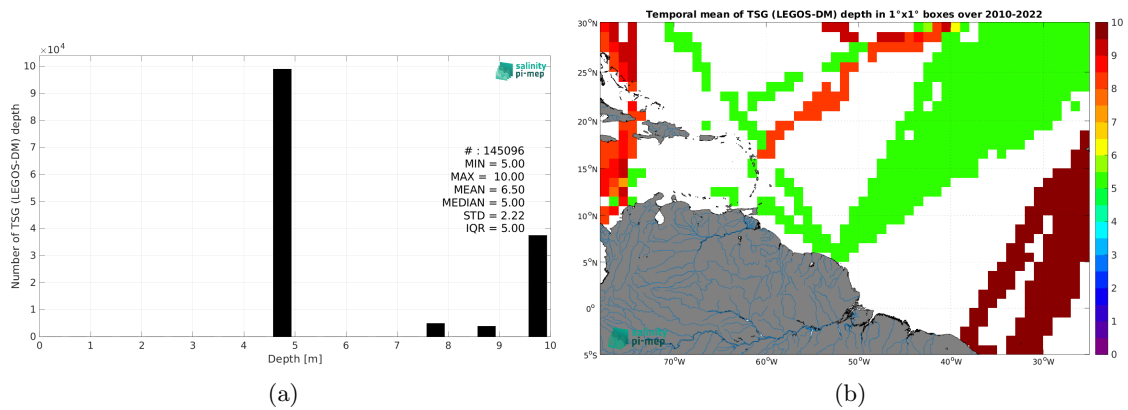 ×10⁴
10
9
8
7
6
5
4
3
2
1
0
Number of TSG (LEGOS-DM) depth
0 1 2 3 4 5 6 7 8 9 10
Depth [m]
salinity
pi-mep
# : 145096
MIN = 5.00
MAX = 10.00
MEAN = 6.50
MEDIAN = 5.00
STD = 2.22
IQR = 5.00
(a)
Temporal mean of TSG (LEGOS-DM) depth in 1°x1° boxes over 2010-2022
30°N
25°N
20°N
15°N
10°N
5°N
0°
5°S
70°W 60°W 50°W 40°W 30°W
salinity
pi-mep
10
9
8
7
6
5
4
3
2
1
0
(b)